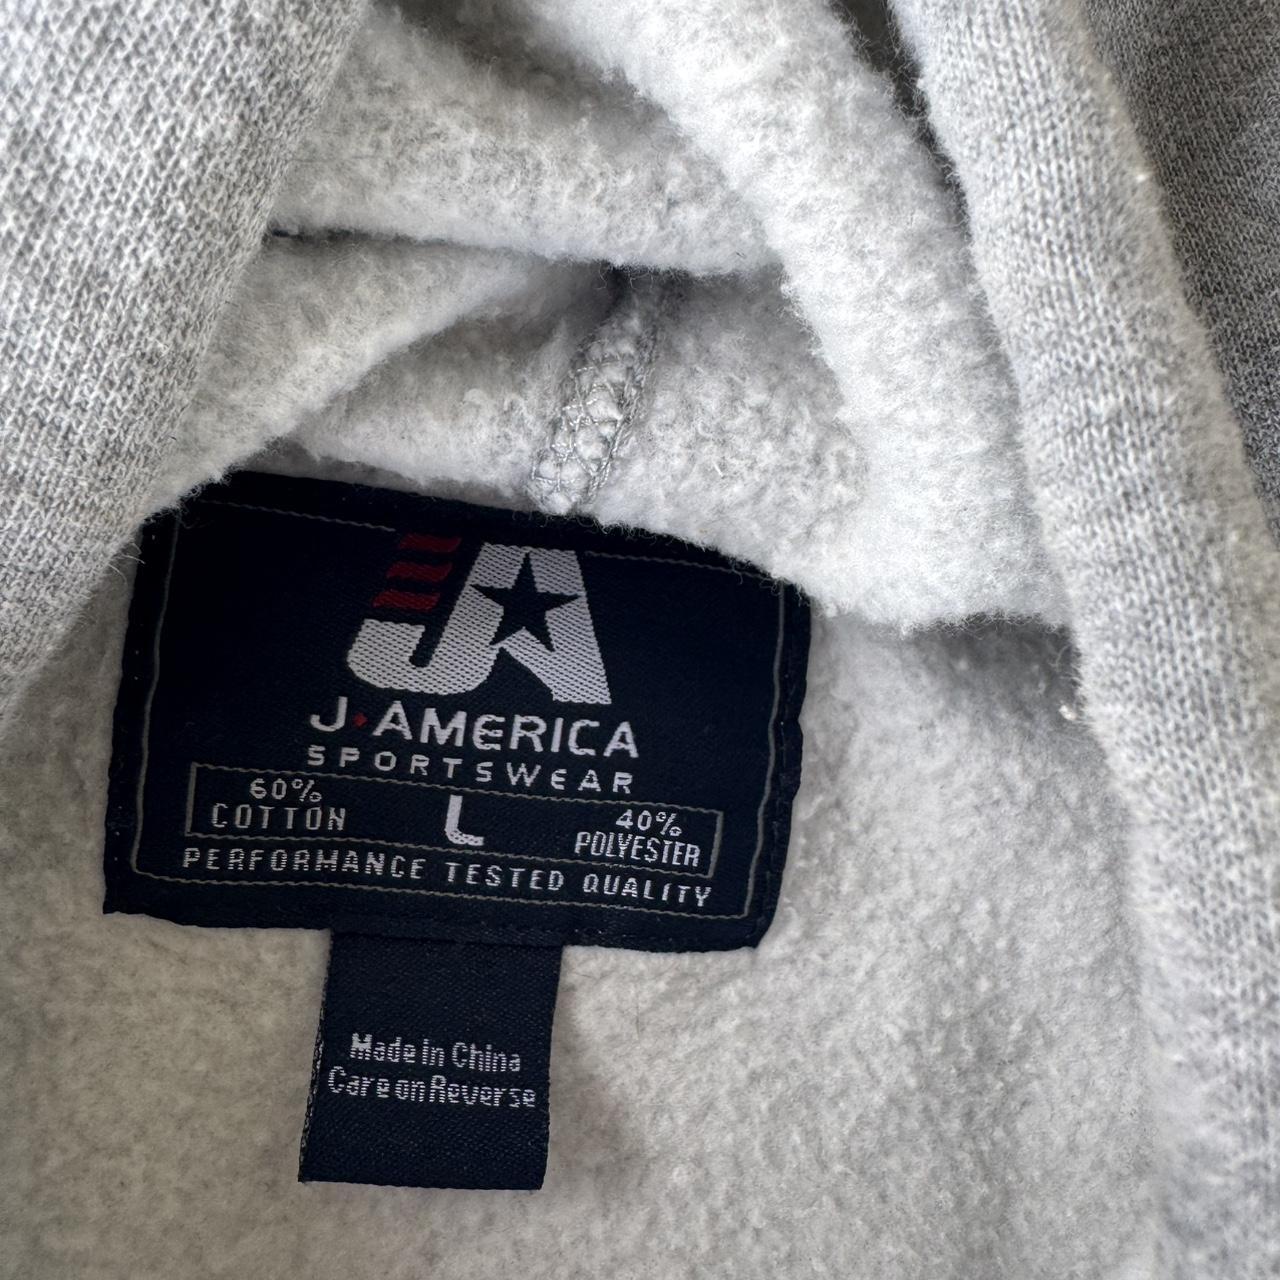 JA
J·AMERICA
SPORTSWEAR
60%
COTTON
L
40%
POLYESTER
PERFORMANCE TESTED QUALITY
Made in China
Care on Reverse